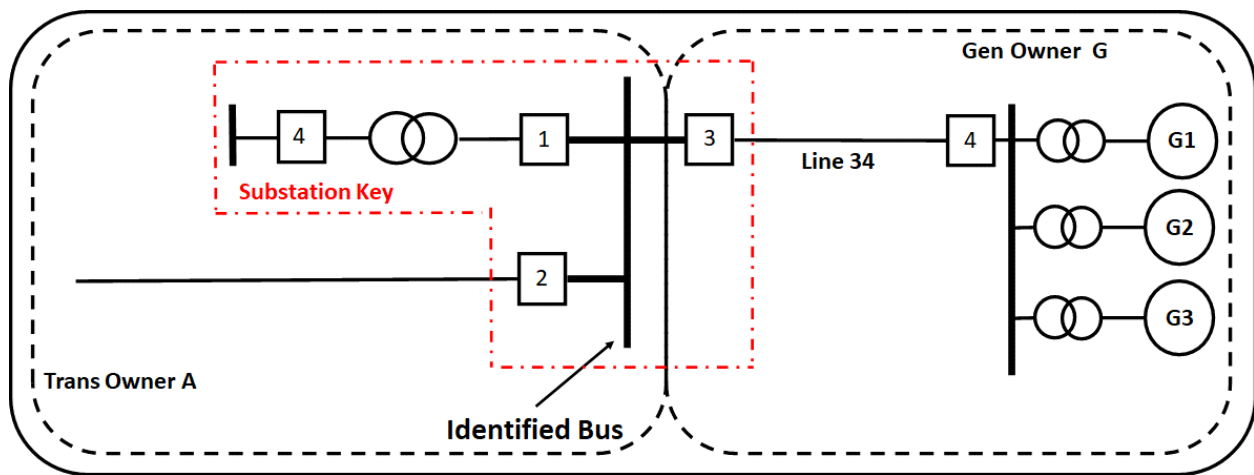 Gen Owner G
4
1
3
4
G1
Line 34
Substation Key
G2
2
G3
Trans Owner A
Identified Bus